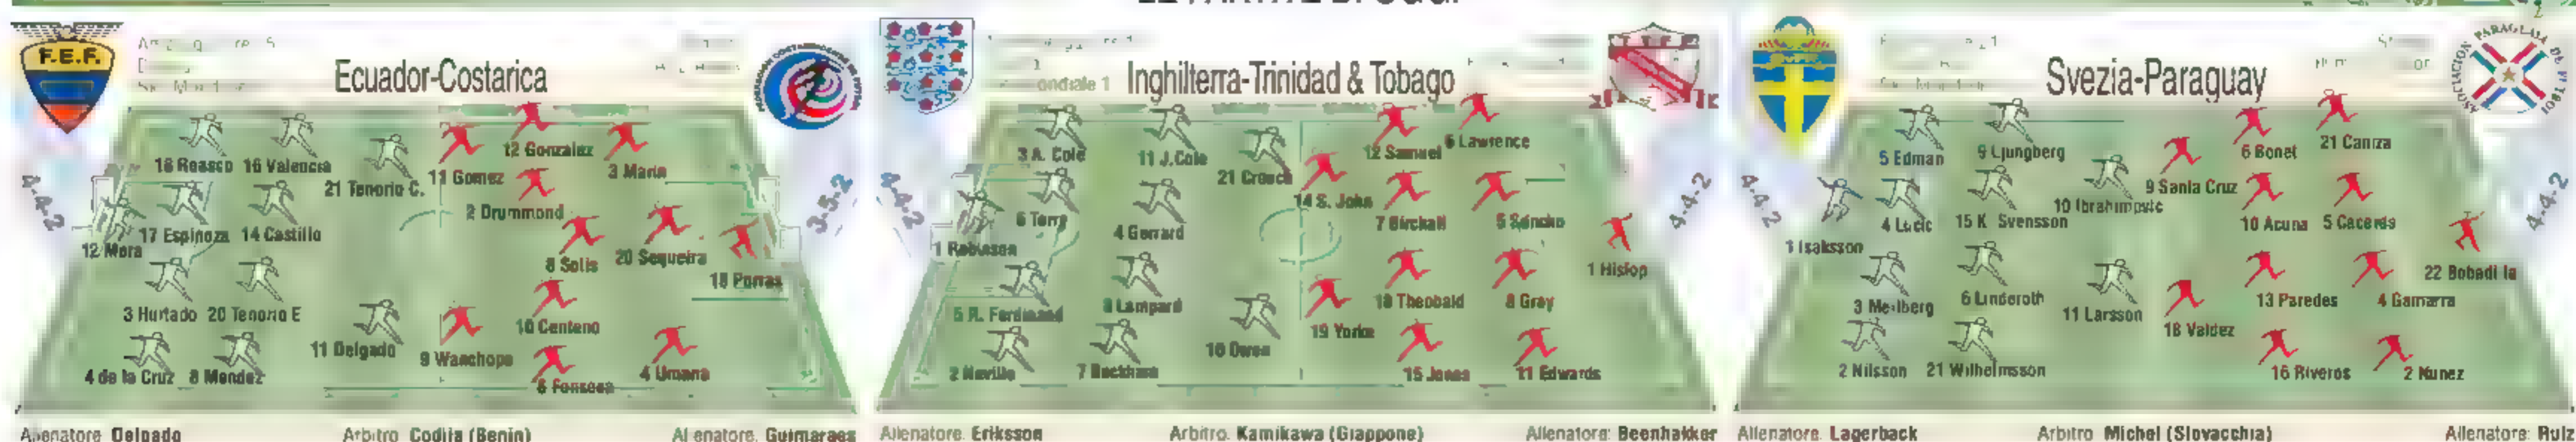 F.E.F.
Ecuador-Costarica
4-4-2
3-5-2
18 Reasco 16 Valencia
21 Tenorio C.
11 Gomez
12 Gonzalez
3 Marin
2 Drummond
12 Mora
17 Espinoza 14 Castillo
8 Solis
20 Sequeira
18 Porras
3 Hurtado 20 Tenorio E
10 Centeno
11 Delgado
9 Wanchope
4 de la Cruz 8 Mendez
6 Fonseca
4 Umana
Allenatore Delgado
Arbitro Codjia (Benin)
Allenatore. Guimaraes
ondiale 1
Inghilterra-Trinidad & Tobago
4-4-2
4-4-2
3 A. Cole
11 J.Cole
21 Crouch
12 Samuel
6 Lawrence
14 S. John
7 Birchall
5 Sancho
1 Robinson
6 Terry
4 Gerrard
1 Hislop
5 R. Ferdinand
8 Lampard
18 Theobald
8 Gray
10 Owen
19 Yorke
2 Neville
7 Beckham
15 Jones
11 Edwards
Allenatore. Eriksson
Arbitro. Kamikawa (Giappone)
Allenatore: Beenhakker
Svezia-Paraguay
ASOCIACION PARAGUAYA DE FUTBOL
4-4-2
4-4-2
5 Edman
9 Ljungberg
6 Bonet
21 Caniza
9 Santa Cruz
10 Ibrahimovic
1 Isaksson
4 Lucic
15 K Svensson
10 Acuna
5 Caceres
22 Bobadilla
3 Mellberg
6 Linderoth
11 Larsson
18 Valdez
13 Paredes
4 Gamarra
2 Nilsson
21 Wilhelmsson
16 Riveros
2 Nunez
Allenatore. Lagerback
Arbitro Michel (Slovacchia)
Allenatore: Ruiz